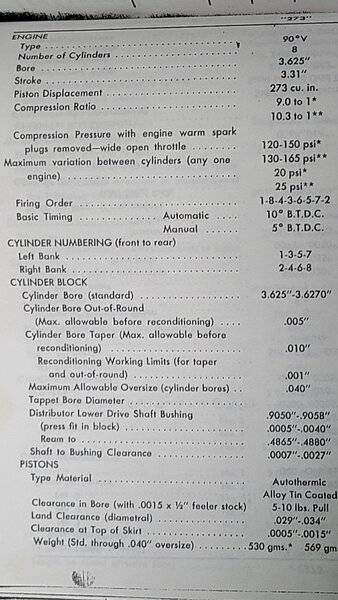 "273"
ENGINE
Type ........ 90° V
Number of Cylinders ........ 8
Bore ........ 3.625"
Stroke ........ 3.31"
Piston Displacement ........ 273 cu. in.
Compression Ratio ........ 9.0 to 1*
10.3 to 1**
Compression Pressure with engine warm spark
plugs removed—wide open throttle ........ 120-150 psi*
Maximum variation between cylinders (any one 130-165 psi**
engine) ........ 20 psi*
25 psi**
Firing Order ........ 1-8-4-3-6-5-7-2
Basic Timing ........ Automatic ........ 10° B.T.D.C.
Manual ........ 5° B.T.D.C.
CYLINDER NUMBERING (front to rear)
Left Bank ........ 1-3-5-7
Right Bank ........ 2-4-6-8
CYLINDER BLOCK
Cylinder Bore (standard) ........ 3.625"-3.6270"
Cylinder Bore Out-of-Round
(Max. allowable before reconditioning) .... .005"
Cylinder Bore Taper (Max. allowable before
reconditioning) ........ .010"
Reconditioning Working Limits (for taper
and out-of-round) ........ .001"
Maximum Allowable Oversize (cylinder bores) .. .040"
Tappet Bore Diameter ........
Distributor Lower Drive Shaft Bushing .9050"-.9058"
(press fit in block) ........ .0005"-.0040"
Ream to ........ .4865"-.4880"
Shaft to Bushing Clearance ........ .0007"-.0027"
PISTONS
Type Material ........ Autothermic
Alloy Tin Coated
Clearance in Bore (with .0015 x ½" feeler stock) 5-10 lbs. Pull
Land Clearance (diametral) ........ .029"-.034"
Clearance at Top of Skirt ........ .0005"-.0015"
Weight (Std. through .040" oversize) ........ 530 gms.* 569 gm